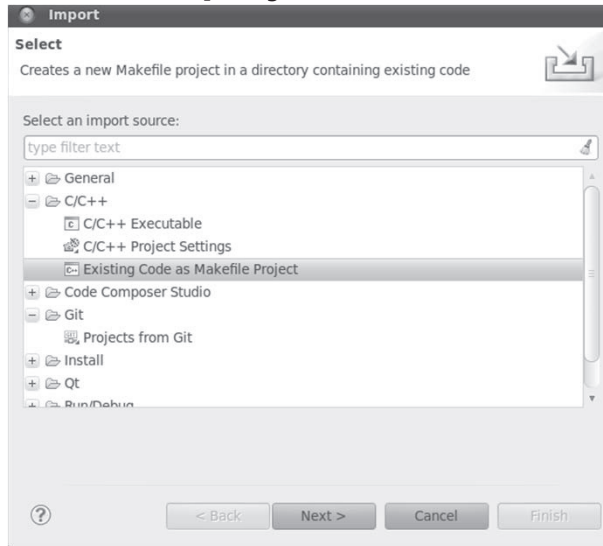 Import
Select
Creates a new Makefile project in a directory containing existing code
Select an import source:
type filter text
General
C/C++
C/C++ Executable
C/C++ Project Settings
Existing Code as Makefile Project
Code Composer Studio
Git
Projects from Git
Install
Qt
Run/Debug
< Back
Next >
Cancel
Finish